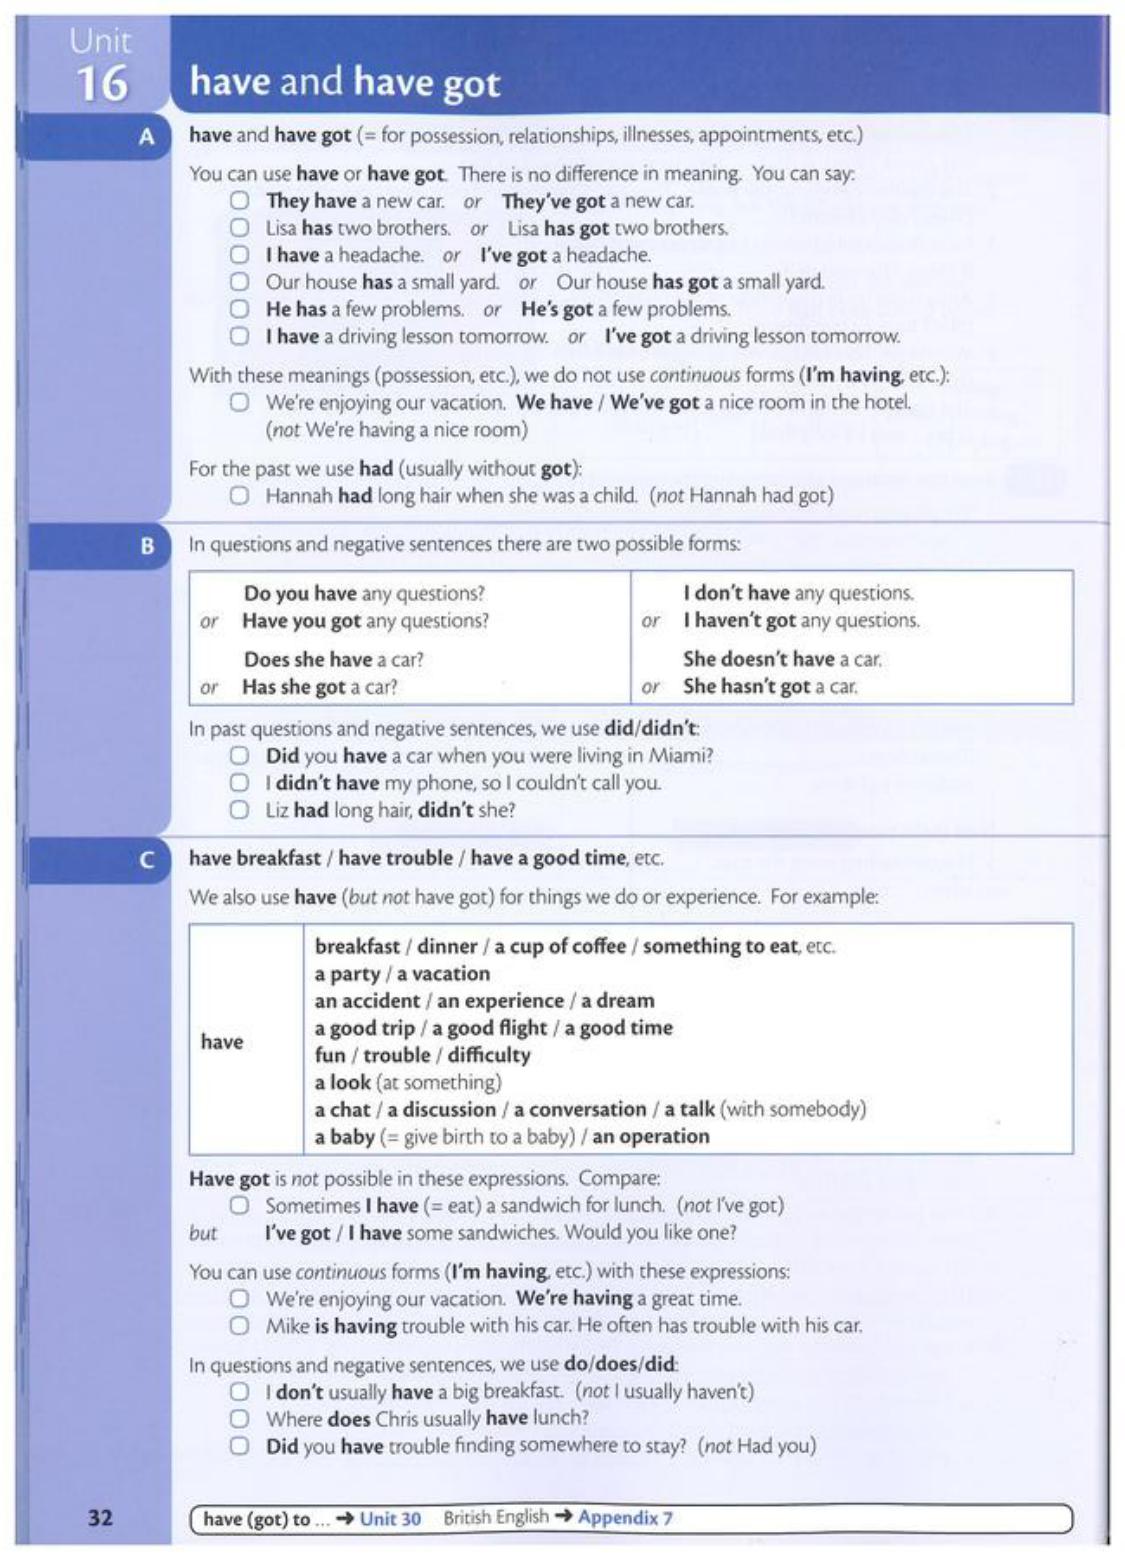 Unit
16
have and have got
A
have and have got (= for possession, relationships, illnesses, appointments, etc.)
You can use have or have got. There is no difference in meaning. You can say:
They have a new car. or They've got a new car.
Lisa has two brothers. or Lisa has got two brothers.
I have a headache. or I've got a headache.
Our house has a small yard. or Our house has got a small yard.
He has a few problems. or He's got a few problems.
I have a driving lesson tomorrow. or I've got a driving lesson tomorrow.
With these meanings (possession, etc.), we do not use continuous forms (I'm having, etc.):
We're enjoying our vacation. We have / We've got a nice room in the hotel.
(not We're having a nice room)
For the past we use had (usually without got):
Hannah had long hair when she was a child. (not Hannah had got)
B
In questions and negative sentences there are two possible forms:
Do you have any questions?
or Have you got any questions?
Does she have a car?
or Has she got a car?
I don't have any questions.
or I haven't got any questions.
She doesn't have a car.
or She hasn't got a car.
In past questions and negative sentences, we use did/didn't:
Did you have a car when you were living in Miami?
I didn't have my phone, so I couldn't call you.
Liz had long hair, didn't she?
C
have breakfast / have trouble / have a good time, etc.
We also use have (but not have got) for things we do or experience. For example:
have
breakfast / dinner / a cup of coffee / something to eat, etc.
a party / a vacation
an accident / an experience / a dream
a good trip / a good flight / a good time
fun / trouble / difficulty
a look (at something)
a chat / a discussion / a conversation / a talk (with somebody)
a baby (= give birth to a baby) / an operation
Have got is not possible in these expressions. Compare:
Sometimes I have (= eat) a sandwich for lunch. (not I've got)
but I've got / I have some sandwiches. Would you like one?
You can use continuous forms (I'm having, etc.) with these expressions:
We're enjoying our vacation. We're having a great time.
Mike is having trouble with his car. He often has trouble with his car.
In questions and negative sentences, we use do/does/did:
I don't usually have a big breakfast. (not I usually haven't)
Where does Chris usually have lunch?
Did you have trouble finding somewhere to stay? (not Had you)
32
have (got) to ... → Unit 30 British English → Appendix 7